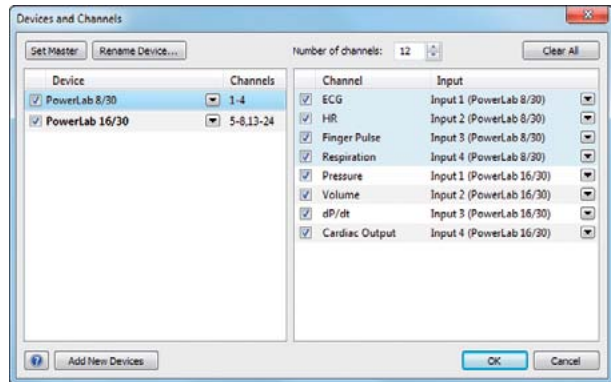 Devices and Channels
Set Master Rename Device... Number of channels: 12 Clear All
Device Channels Channel Input
PowerLab 8/30 1-4 ECG Input 1 (PowerLab 8/30)
PowerLab 16/30 5-8,13-24 HR Input 2 (PowerLab 8/30)
Finger Pulse Input 3 (PowerLab 8/30)
Respiration Input 4 (PowerLab 8/30)
Pressure Input 1 (PowerLab 16/30)
Volume Input 2 (PowerLab 16/30)
dP/dt Input 3 (PowerLab 16/30)
Cardiac Output Input 4 (PowerLab 16/30)
? Add New Devices OK Cancel